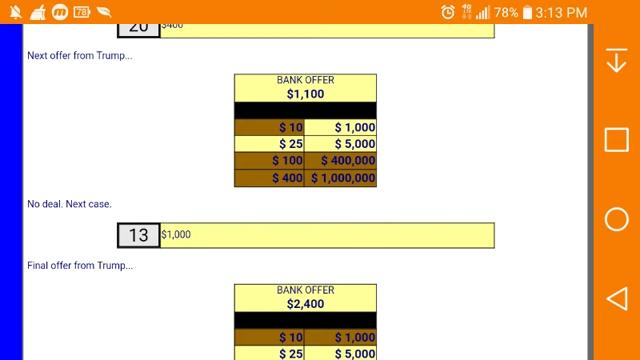 78
4G
78% 3:13 PM
20 $400
Next offer from Trump...
BANK OFFER
$1,100
$ 10 $ 1,000
$ 25 $ 5,000
$ 100 $ 400,000
$ 400 $ 1,000,000
No deal. Next case.
13 $1,000
Final offer from Trump...
BANK OFFER
$2,400
$ 10 $ 1,000
$ 25 $ 5,000